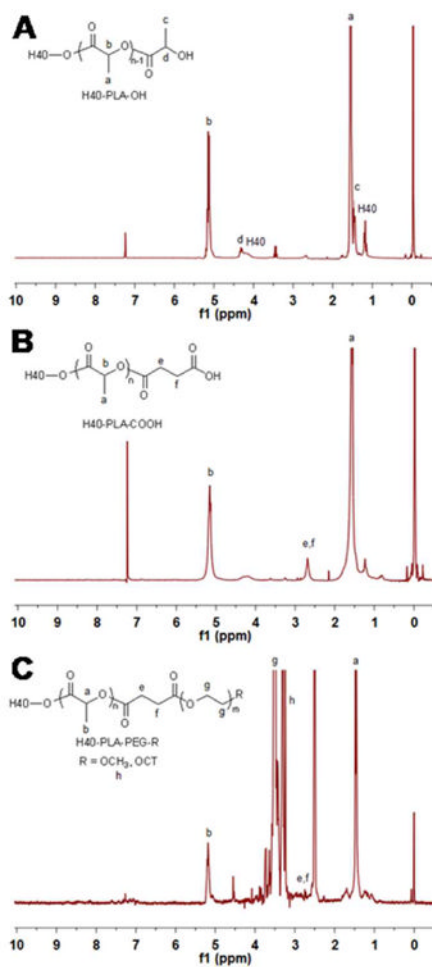 A
H40-O ( O b O )n-1 O c d OH
a
H40-PLA-OH
a
b
c
H40
d H40
10 9 8 7 6 5 4 3 2 1 0
f1 (ppm)
B
H40-O ( O b O )n O e f O OH
a
H40-PLA-COOH
a
b
e,f
10 9 8 7 6 5 4 3 2 1 0
f1 (ppm)
C
H40-O ( O a O )n O e f O ( O g g )m R
b
H40-PLA-PEG-R
R = OCH3, OCT
h
g
h
a
b
e,f
10 9 8 7 6 5 4 3 2 1 0
f1 (ppm)